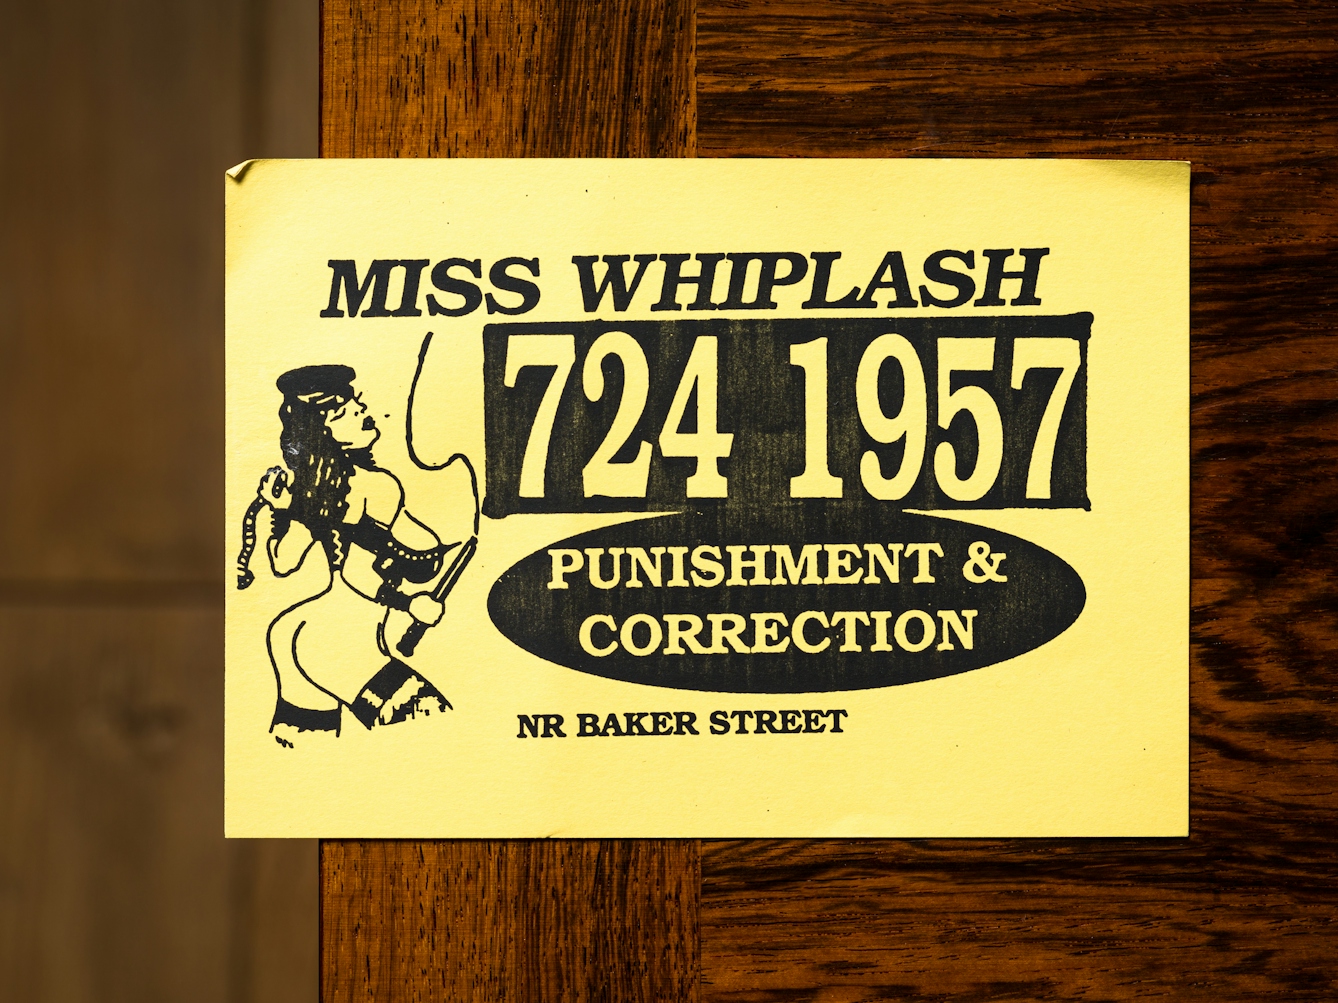 MISS WHIPLASH
724 1957
PUNISHMENT &
CORRECTION
NR BAKER STREET